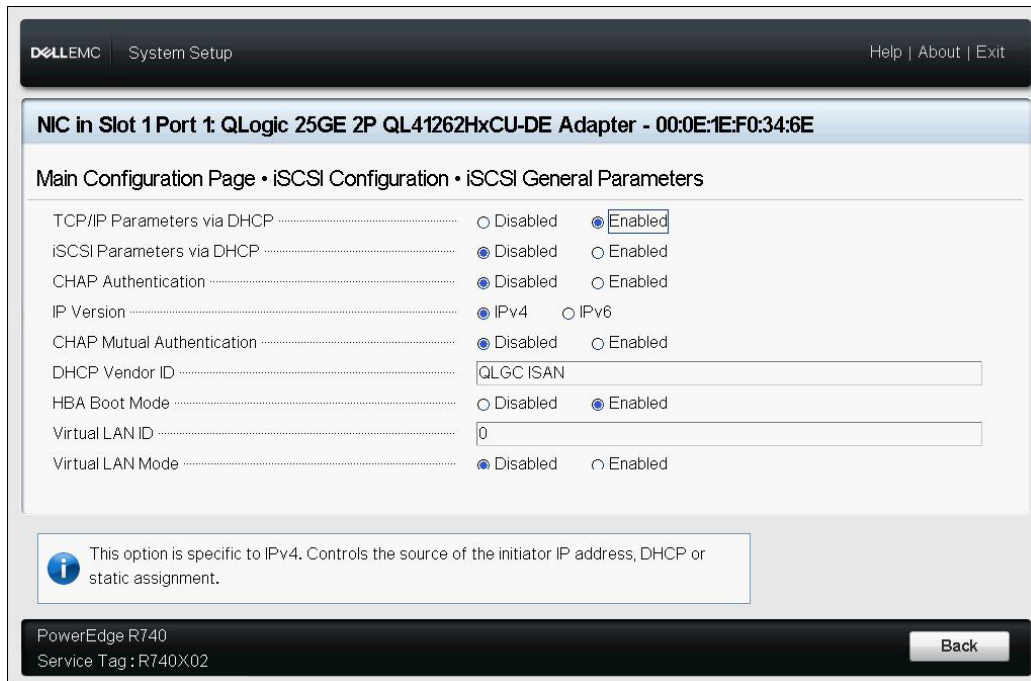 DELLEMC System Setup Help | About | Exit
NIC in Slot 1 Port 1: QLogic 25GE 2P QL41262HxCU-DE Adapter - 00:0E:1E:F0:34:6E
Main Configuration Page • iSCSI Configuration • iSCSI General Parameters
TCP/IP Parameters via DHCP Disabled Enabled
iSCSI Parameters via DHCP Disabled Enabled
CHAP Authentication Disabled Enabled
IP Version IPv4 IPv6
CHAP Mutual Authentication Disabled Enabled
DHCP Vendor ID QLGC ISAN
HBA Boot Mode Disabled Enabled
Virtual LAN ID 0
Virtual LAN Mode Disabled Enabled
This option is specific to IPv4. Controls the source of the initiator IP address, DHCP or
static assignment.
PowerEdge R740
Service Tag : R740X02
Back